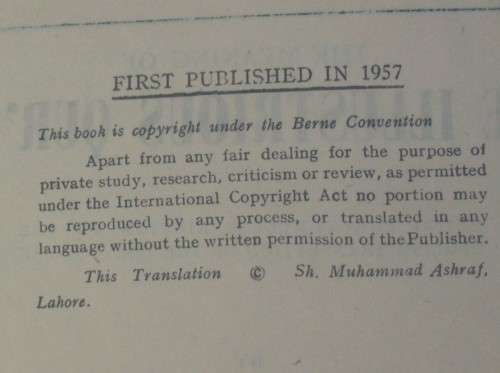 FIRST PUBLISHED IN 1957
This book is copyright under the Berne Convention
Apart from any fair dealing for the purpose of
private study, research, criticism or review, as permitted
under the International Copyright Act no portion may
be reproduced by any process, or translated in any
language without the written permission of the Publisher.
This Translation © Sh. Muhammad Ashraf,
Lahore.